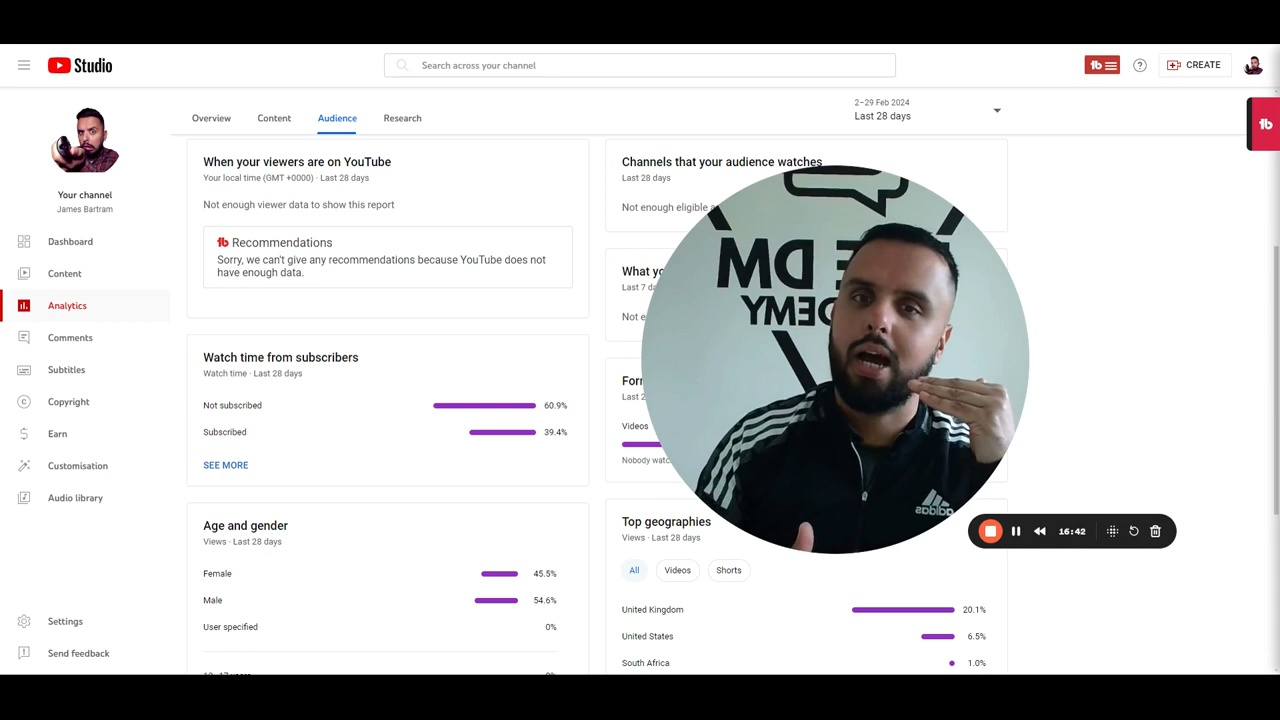 Studio
Search across your channel
CREATE
Your channel
James Bartram
Dashboard
Content
Analytics
Comments
Subtitles
Copyright
Earn
Customisation
Audio library
Settings
Send feedback
Overview
Content
Audience
Research
2–29 Feb 2024
Last 28 days
When your viewers are on YouTube
Your local time (GMT +0000) · Last 28 days
Not enough viewer data to show this report
Recommendations
Sorry, we can't give any recommendations because YouTube does not
have enough data.
Watch time from subscribers
Watch time · Last 28 days
Not subscribed 60.9%
Subscribed 39.4%
SEE MORE
Age and gender
Views · Last 28 days
Female 45.5%
Male 54.6%
User specified 0%
Channels that your audience watches
Last 28 days
Not enough eligible
What
Last 7
Videos
Nobody
Top geographies
Views · Last 28 days
All
Videos
Shorts
United Kingdom 20.1%
United States 6.5%
South Africa 1.0%
DM
adidas
16:42